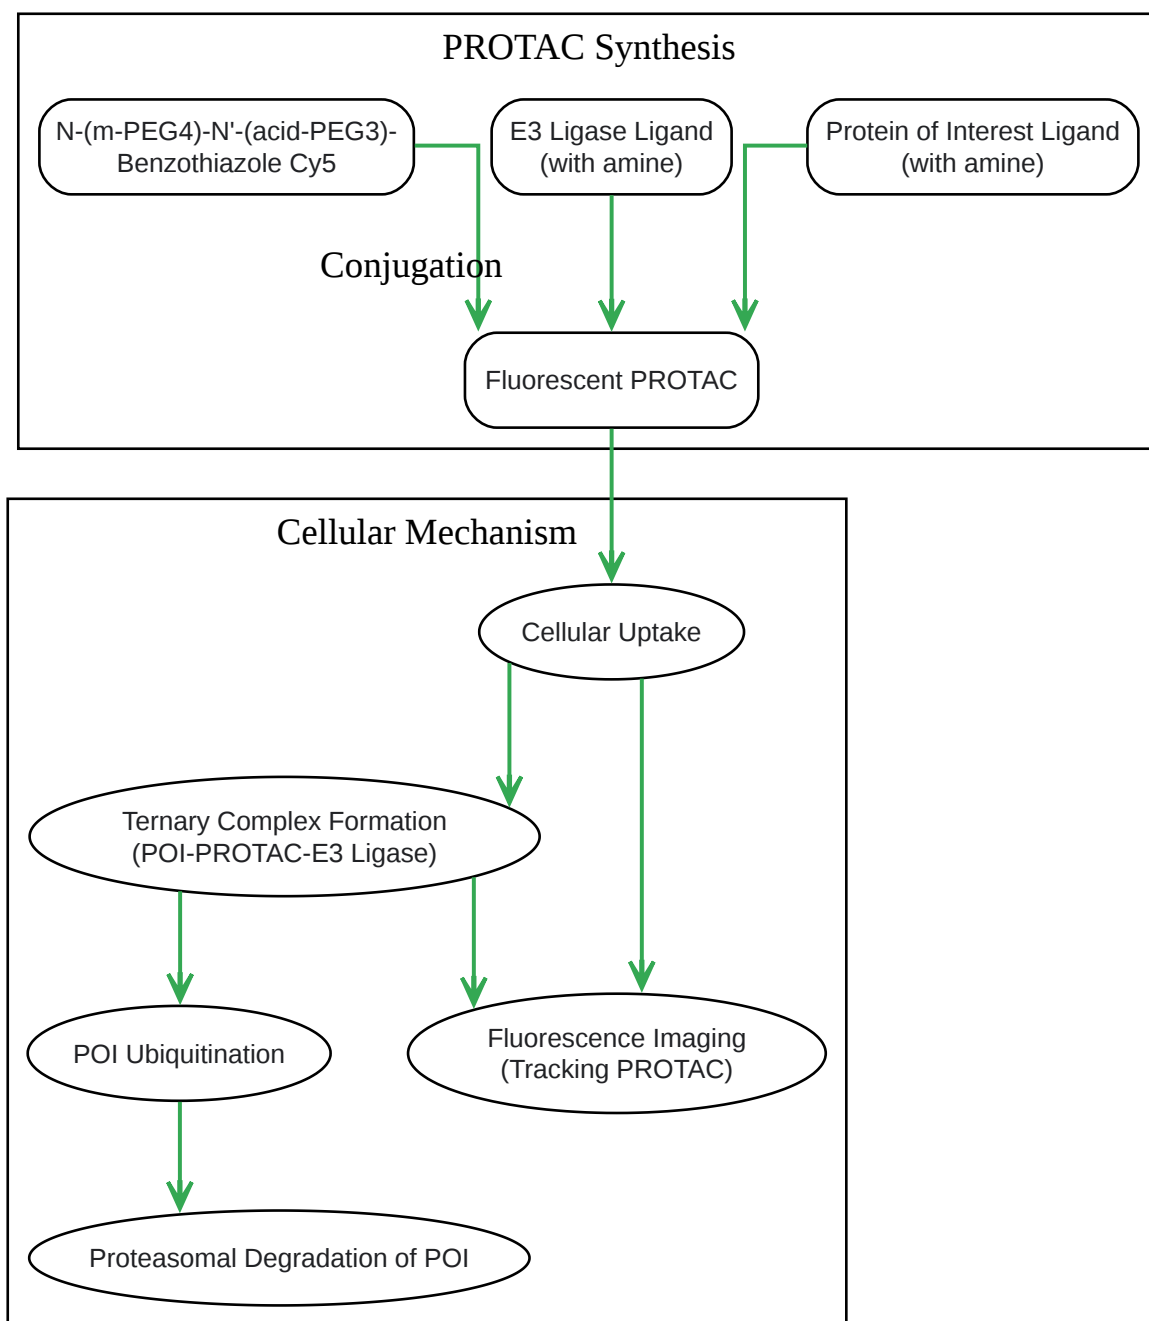 PROTAC Synthesis
N-(m-PEG4)-N'-(acid-PEG3)-
Benzothiazole Cy5
E3 Ligase Ligand
(with amine)
Protein of Interest Ligand
(with amine)
Conjugation
Fluorescent PROTAC
Cellular Mechanism
Cellular Uptake
Ternary Complex Formation
(POI-PROTAC-E3 Ligase)
POI Ubiquitination
Fluorescence Imaging
(Tracking PROTAC)
Proteasomal Degradation of POI